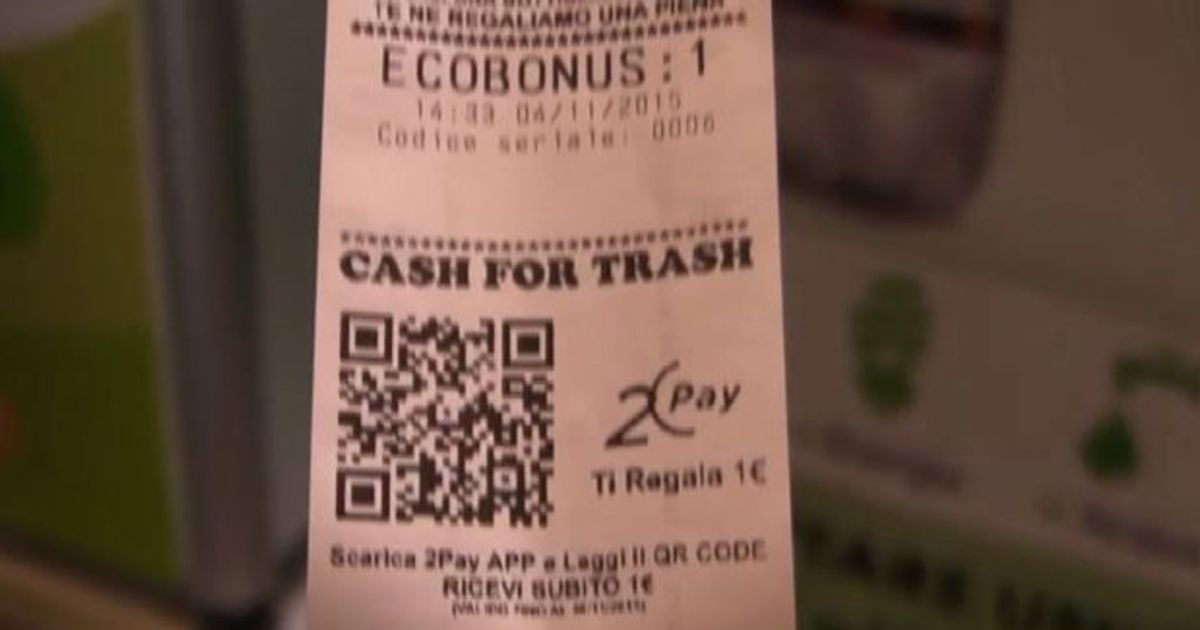 TE NE REGALIAMO UNA PIENA
ECOBONUS: 1
14:33 04/11/2015
Codice seriale: 0006
CASH FOR TRASH
2Pay
Ti Regala 1€
Scarica 2Pay APP e Leggi il QR CODE
RICEVI SUBITO 1€